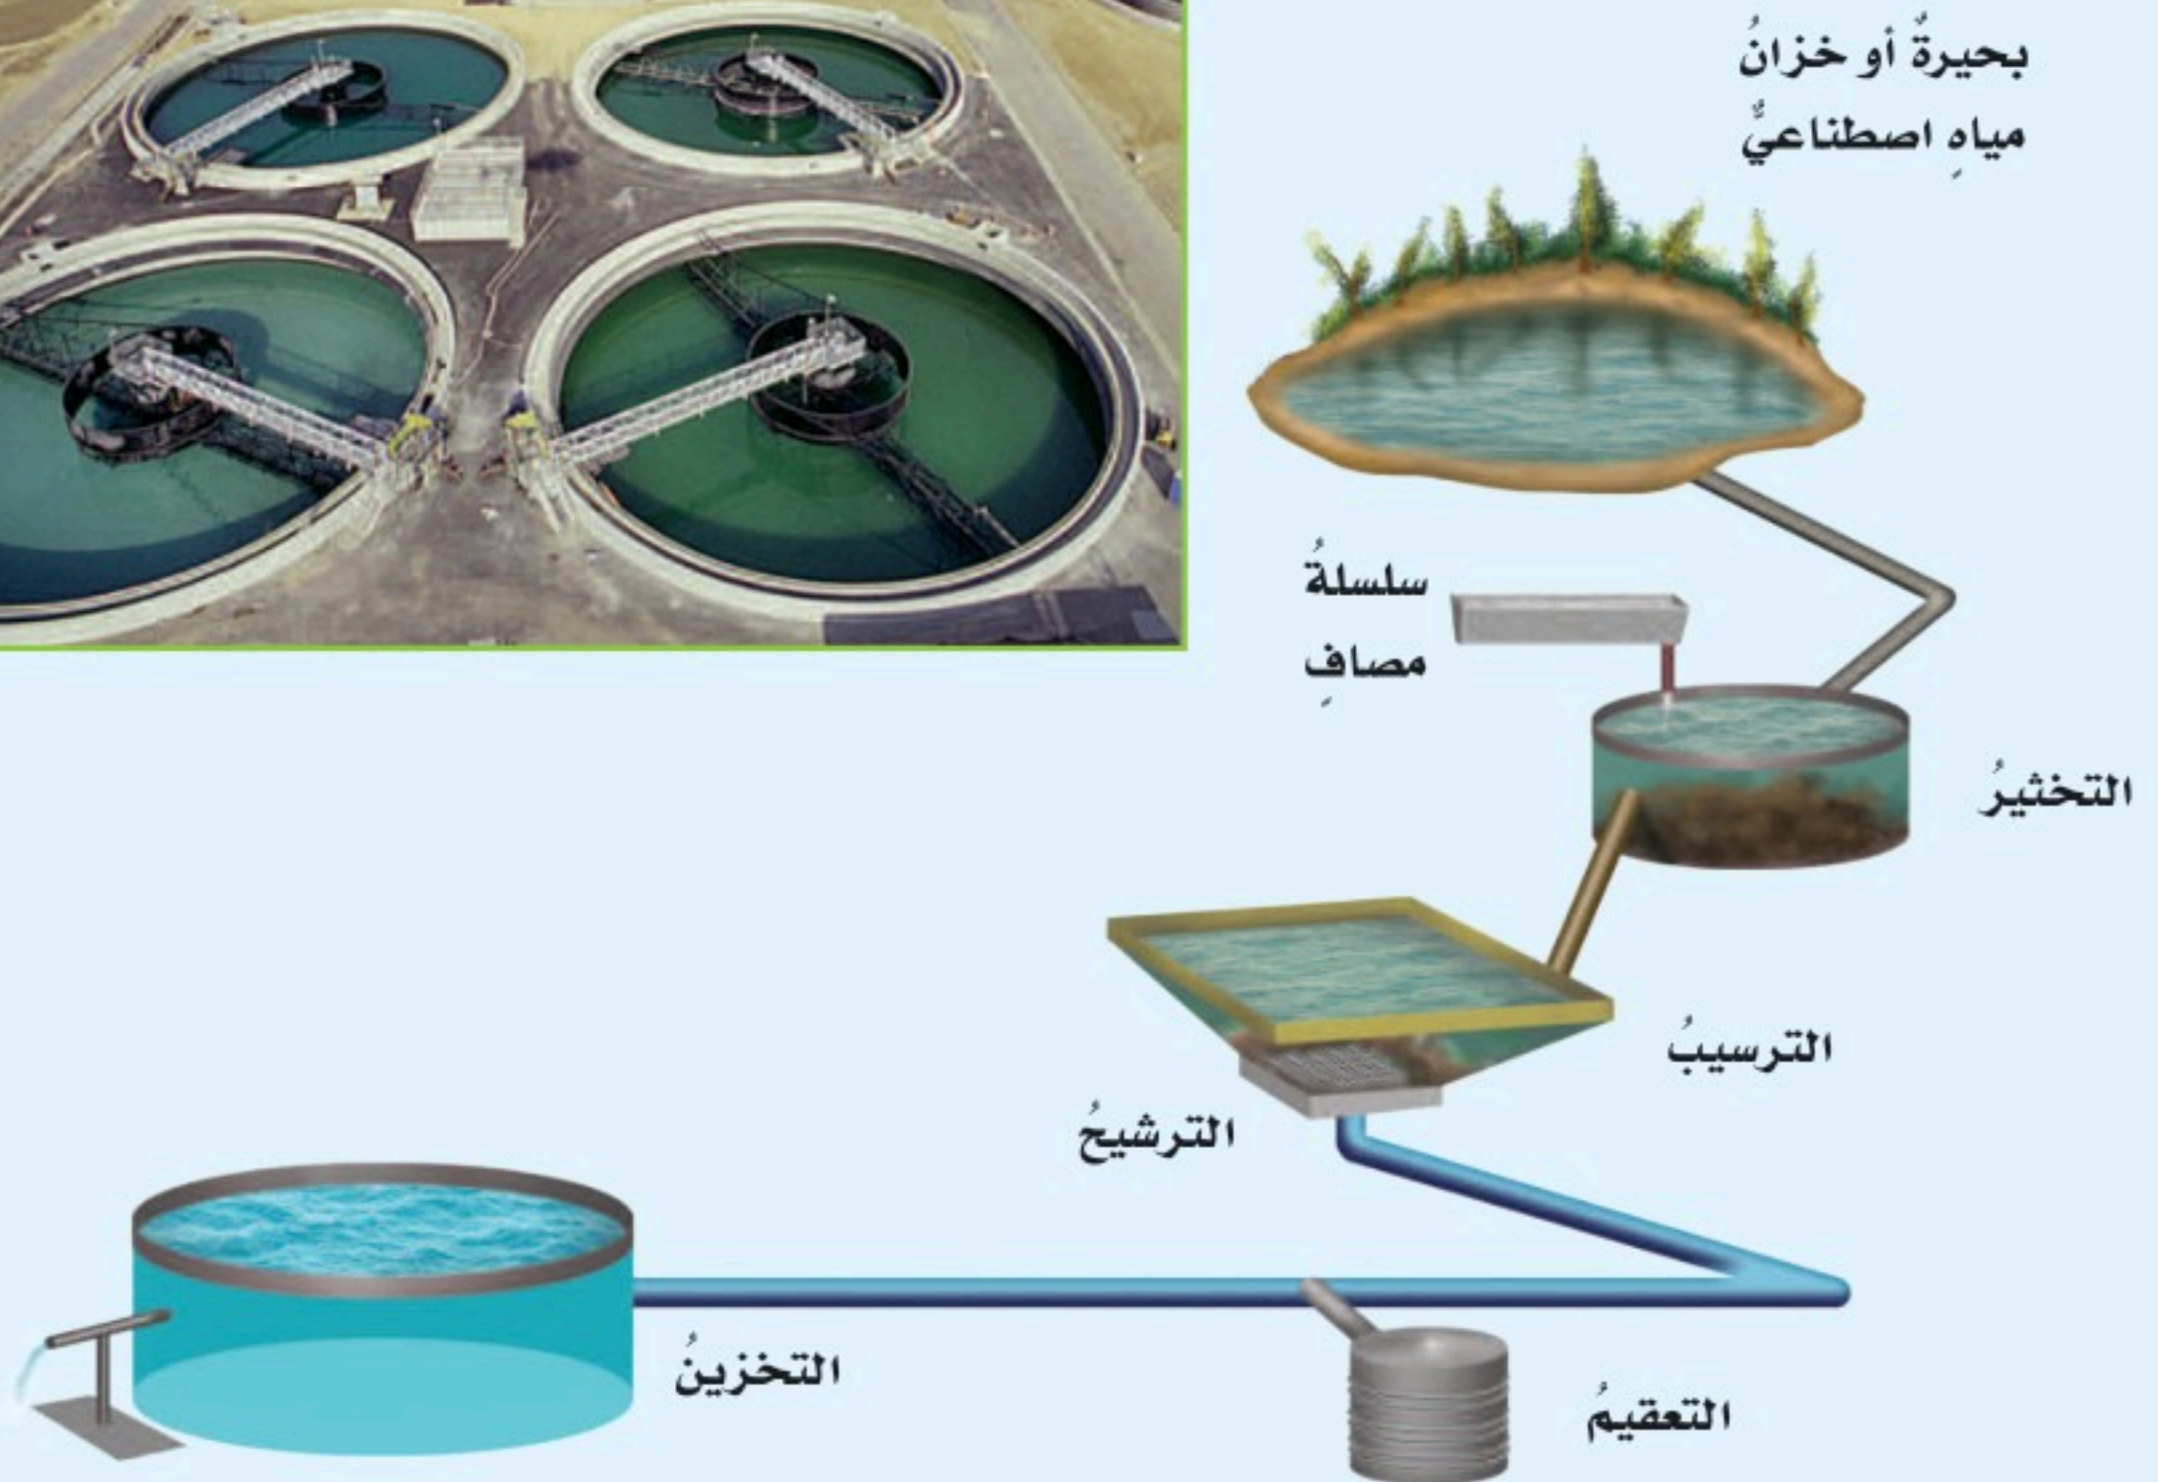 بحيرةٌ أو خزانُ
مياهِ اصطناعيٌّ
سلسلةُ
مصافِ
التخثيرُ
الترسيبُ
الترشيحُ
التعقيمُ
التخزينُ